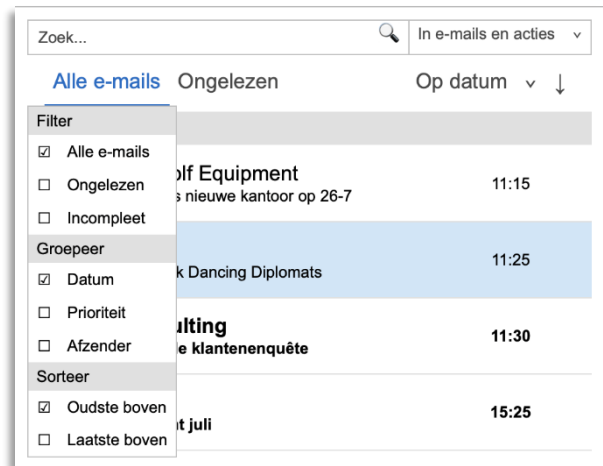 Zoek... In e-mails en acties
Alle e-mails Ongelezen Op datum ↓
Filter
☑ Alle e-mails
☐ Ongelezen
☐ Incompleet
Groepeer
☑ Datum
☐ Prioriteit
☐ Afzender
Sorteer
☑ Oudste boven
☐ Laatste boven
olf Equipment
s nieuwe kantoor op 26-7
11:15
k Dancing Diplomats
11:25
ulting
de klantenenquête
11:30
nt juli
15:25